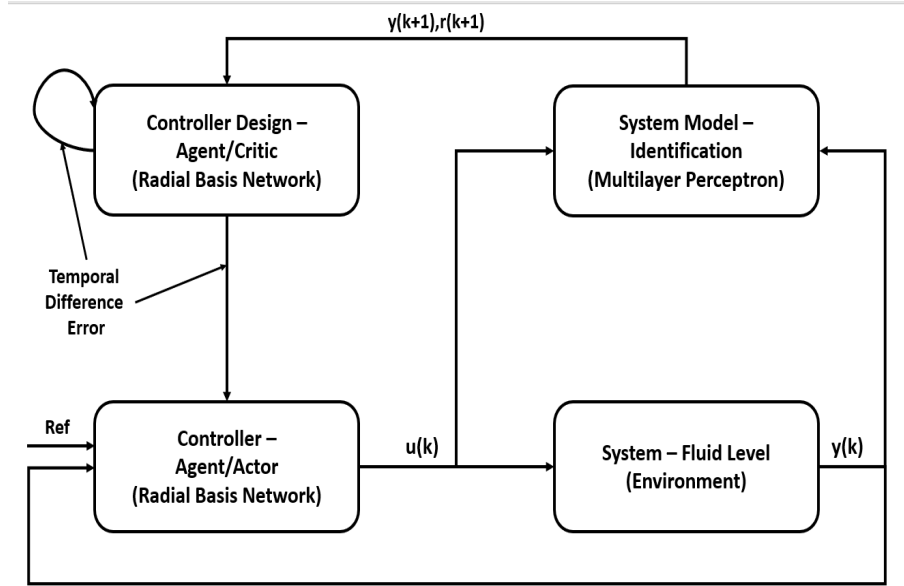 y(k+1),r(k+1)
Controller Design –
Agent/Critic
(Radial Basis Network)
System Model –
Identification
(Multilayer Perceptron)
Temporal
Difference
Error
Ref
Controller –
Agent/Actor
(Radial Basis Network)
u(k)
System – Fluid Level
(Environment)
y(k)